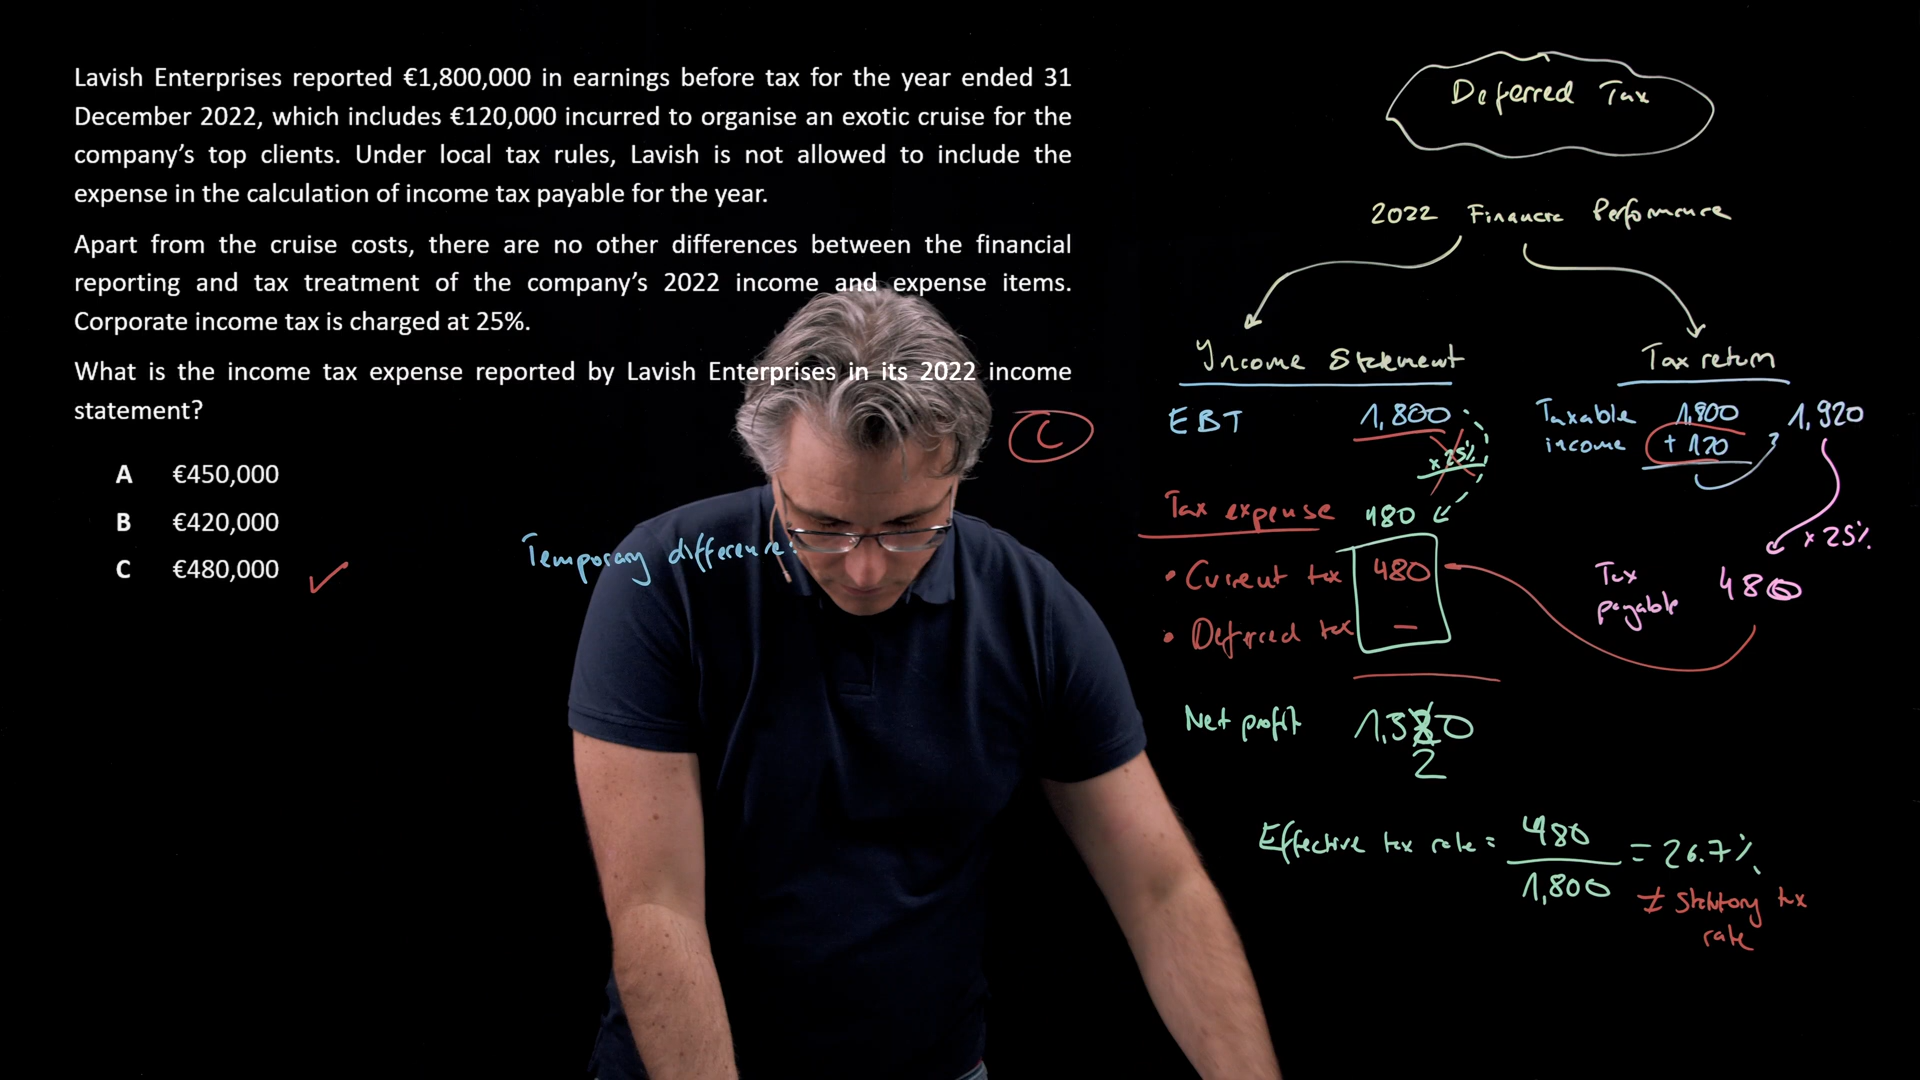 Lavish Enterprises reported €1,800,000 in earnings before tax for the year ended 31
December 2022, which includes €120,000 incurred to organise an exotic cruise for the
company's top clients. Under local tax rules, Lavish is not allowed to include the
expense in the calculation of income tax payable for the year.
Apart from the cruise costs, there are no other differences between the financial
reporting and tax treatment of the company's 2022 income and expense items.
Corporate income tax is charged at 25%.
What is the income tax expense reported by Lavish Enterprises in its 2022 income
statement?
C
A €450,000
B €420,000
C €480,000
Temporary difference:
Deferred Tax
2022 Finance Performance
Income Statement
EBT 1,800
x 25%
Tax expense 480
• Current tax 480
• Deferred tax –
Net profit 1,320
2
Tax return
Taxable income 1,800 + 120 1,920
x 25%
Tax payable 480
Effective tax rate = 480 / 1,800 = 26.7%
≠ Statutory tax
rate